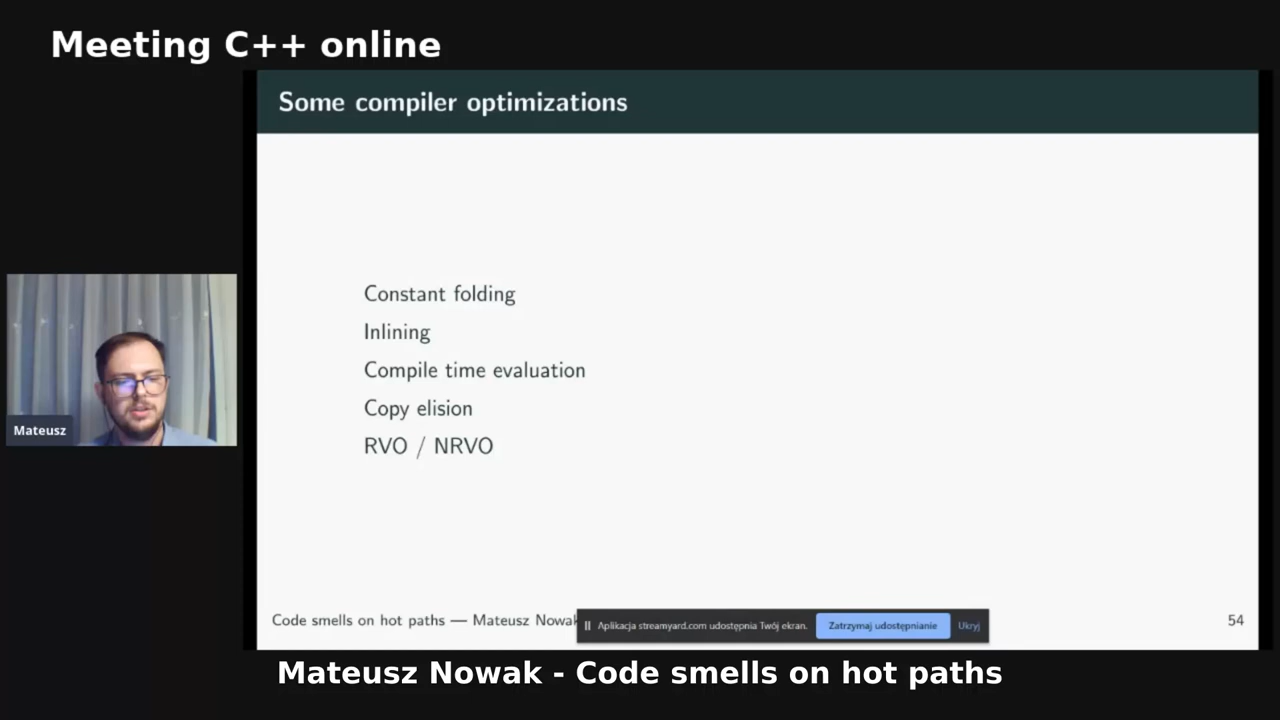 Meeting C++ online
Some compiler optimizations
Constant folding
Inlining
Compile time evaluation
Copy elision
RVO / NRVO
Mateusz
Code smells on hot paths — Mateusz Nowak
Aplikacja streamyard.com udostępnia Twój ekran.
Zatrzymaj udostępnianie
Ukryj
54
Mateusz Nowak - Code smells on hot paths